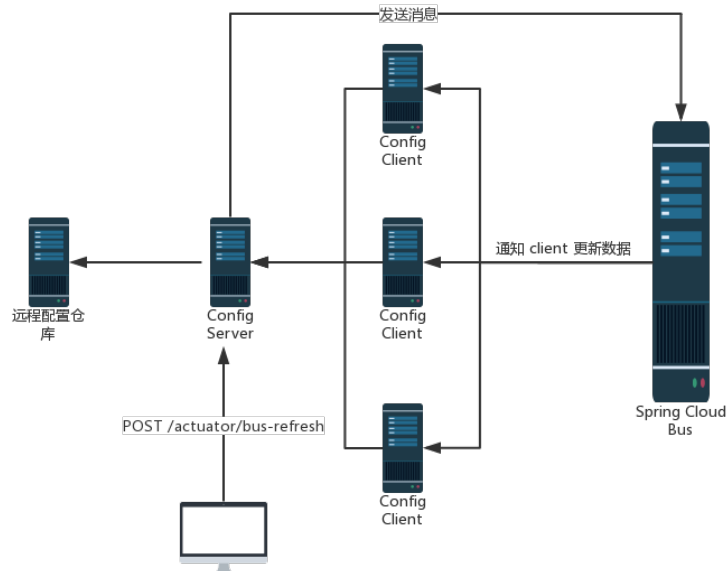 发送消息
Config
Client
通知 client 更新数据
远程配置仓
库
Config
Server
Config
Client
POST /actuator/bus-refresh
Spring Cloud
Bus
Config
Client